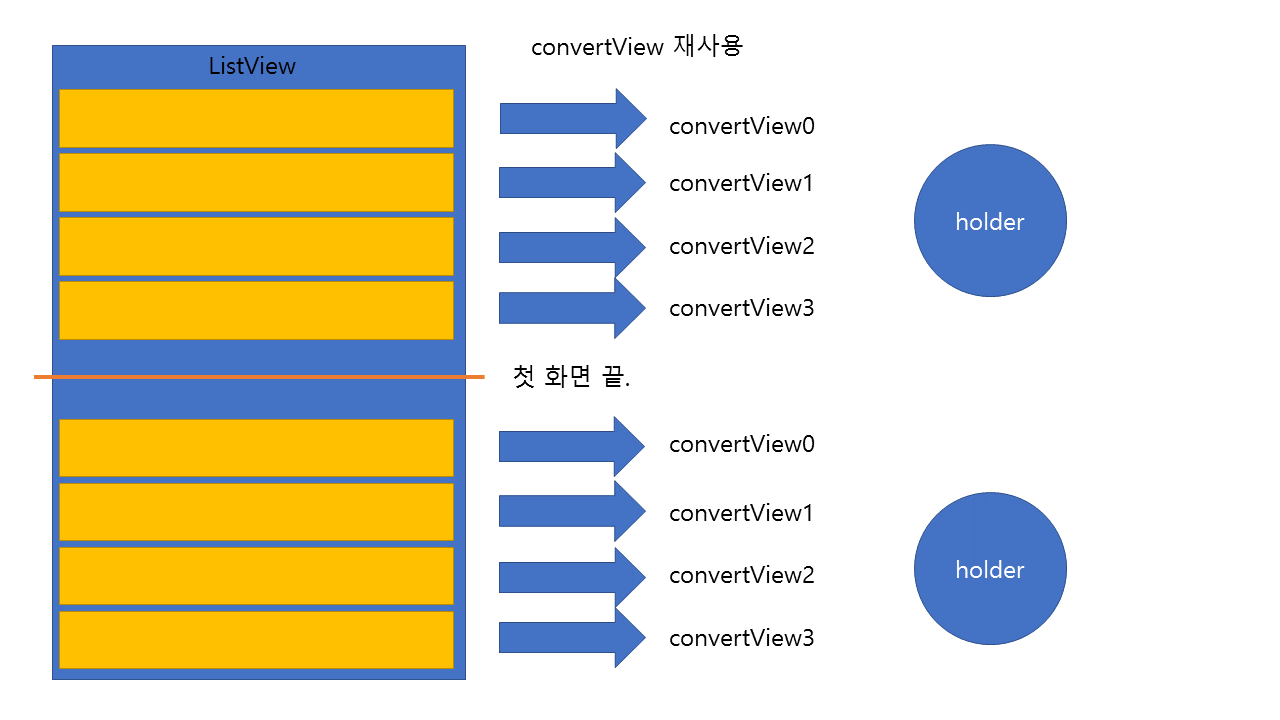 convertView 재사용
ListView
convertView0
convertView1
holder
convertView2
convertView3
첫 화면 끝.
convertView0
convertView1
holder
convertView2
convertView3